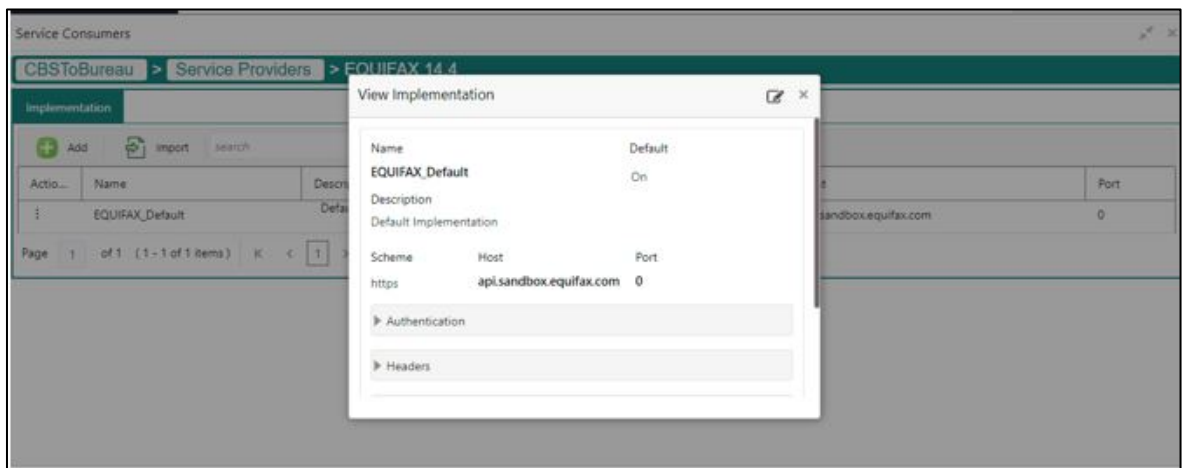 Service Consumers
CBSToBureau > Service Providers > EQUIFAX 14.4
Implementation
Add Import search
Actio... Name Descri Port
EQUIFAX_Default Defau sandbox.equifax.com 0
Page 1 of 1 (1 - 1 of 1 items) K < 1
View Implementation
Name Default
EQUIFAX_Default On
Description
Default Implementation
Scheme Host Port
https api.sandbox.equifax.com 0
Authentication
Headers